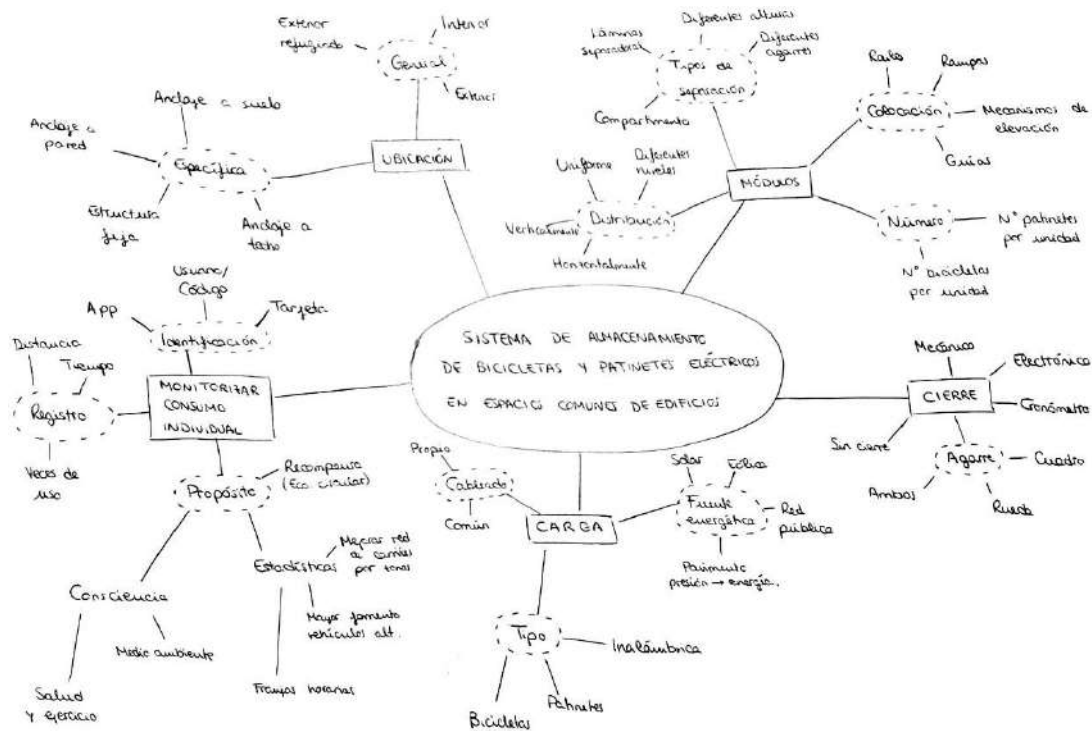 SISTEMA DE ALMACENAMIENTO
DE BICICLETAS Y PATINETES ELÉCTRICOS
EN ESPACIOS COMUNES DE EDIFICIOS
UBICACIÓN
General
Exterior
refugiado
Interior
Específica
Anclaje a suelo
Anclaje a
pared
Estructura
fija
Anclaje a
techo
MÓDULOS
Tipos de
separación
Láminas
separadoras
Diferentes alturas
Diferentes
agarres
Compartimento
Colocación
Raíles
Rampas
Mecanismos de
elevación
Guías
Distribución
Uniforme
Diferentes
niveles
Verticalmente
Horizontalmente
Número
Nº patinetes
por unidad
Nº bicicletas
por unidad
CIERRE
Mecánico
Electrónico
Cronómetro
Sin cierre
Agarre
Cuadro
Rueda
Ambos
CARGA
Cableado
Propio
Común
Fuente
energética
Solar
Eólica
Red
pública
Pavimento
presión → energía.
Tipo
Inalámbrica
Patinetes
Bicicletas
MONITORIZAR
CONSUMO
INDIVIDUAL
Identificación
Usuario/
Código
App
Tarjeta
Registro
Distancia
Tiempo
Veces de
uso
Propósito
Recompensa
(Eco. circular)
Estadísticas
Mejorar red
de carriles
por zonas
Mayor fomento
vehículos alt.
Franjas horarias
Consciencia
Medio ambiente
Salud
y ejercicio